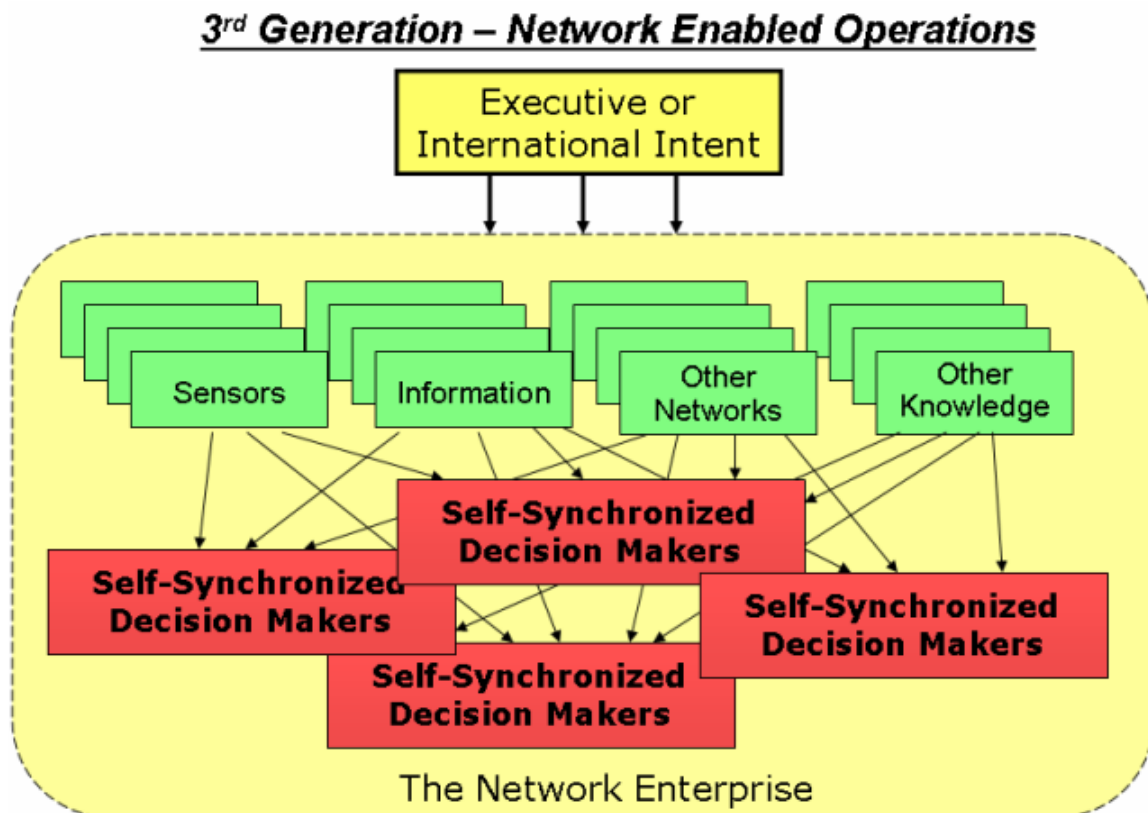 3rd Generation – Network Enabled Operations
Executive or
International Intent
Sensors
Information
Other
Networks
Other
Knowledge
Self-Synchronized
Decision Makers
Self-Synchronized
Decision Makers
Self-Synchronized
Decision Makers
Self-Synchronized
Decision Makers
The Network Enterprise